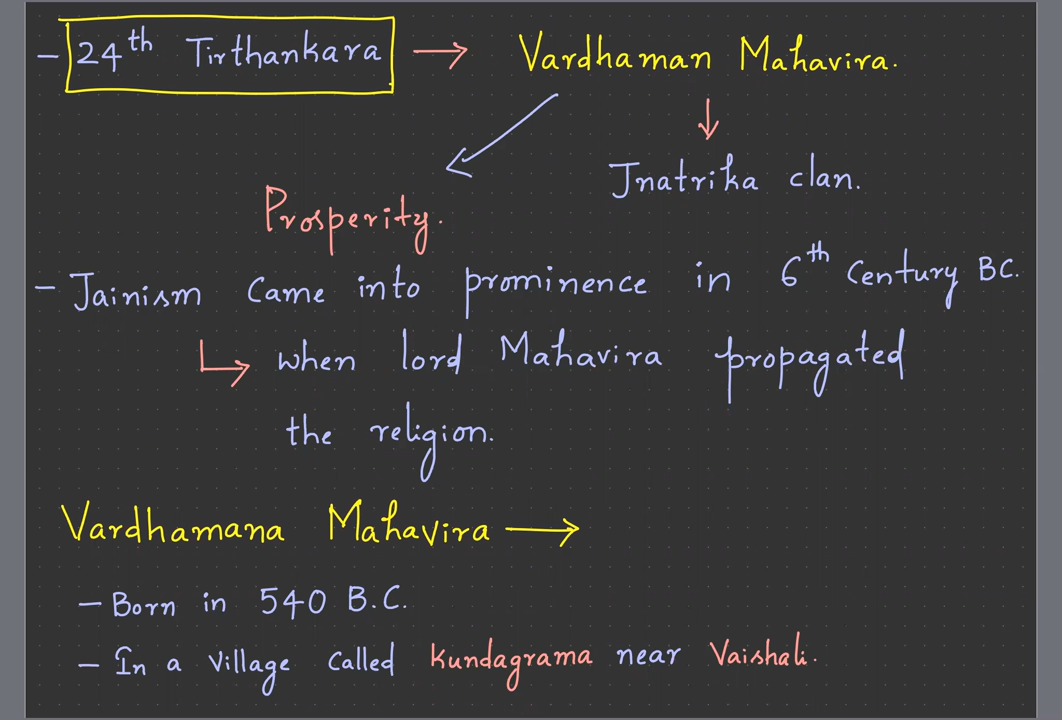 - 24th Tirthankara → Vardhaman Mahavira.
↓
Jnatrika clan.
Prosperity.
- Jainism came into prominence in 6th Century BC.
↳ when lord Mahavira propagated
the religion.
Vardhamana Mahavira →
- Born in 540 B.C.
- In a village called Kundagrama near Vaishali.